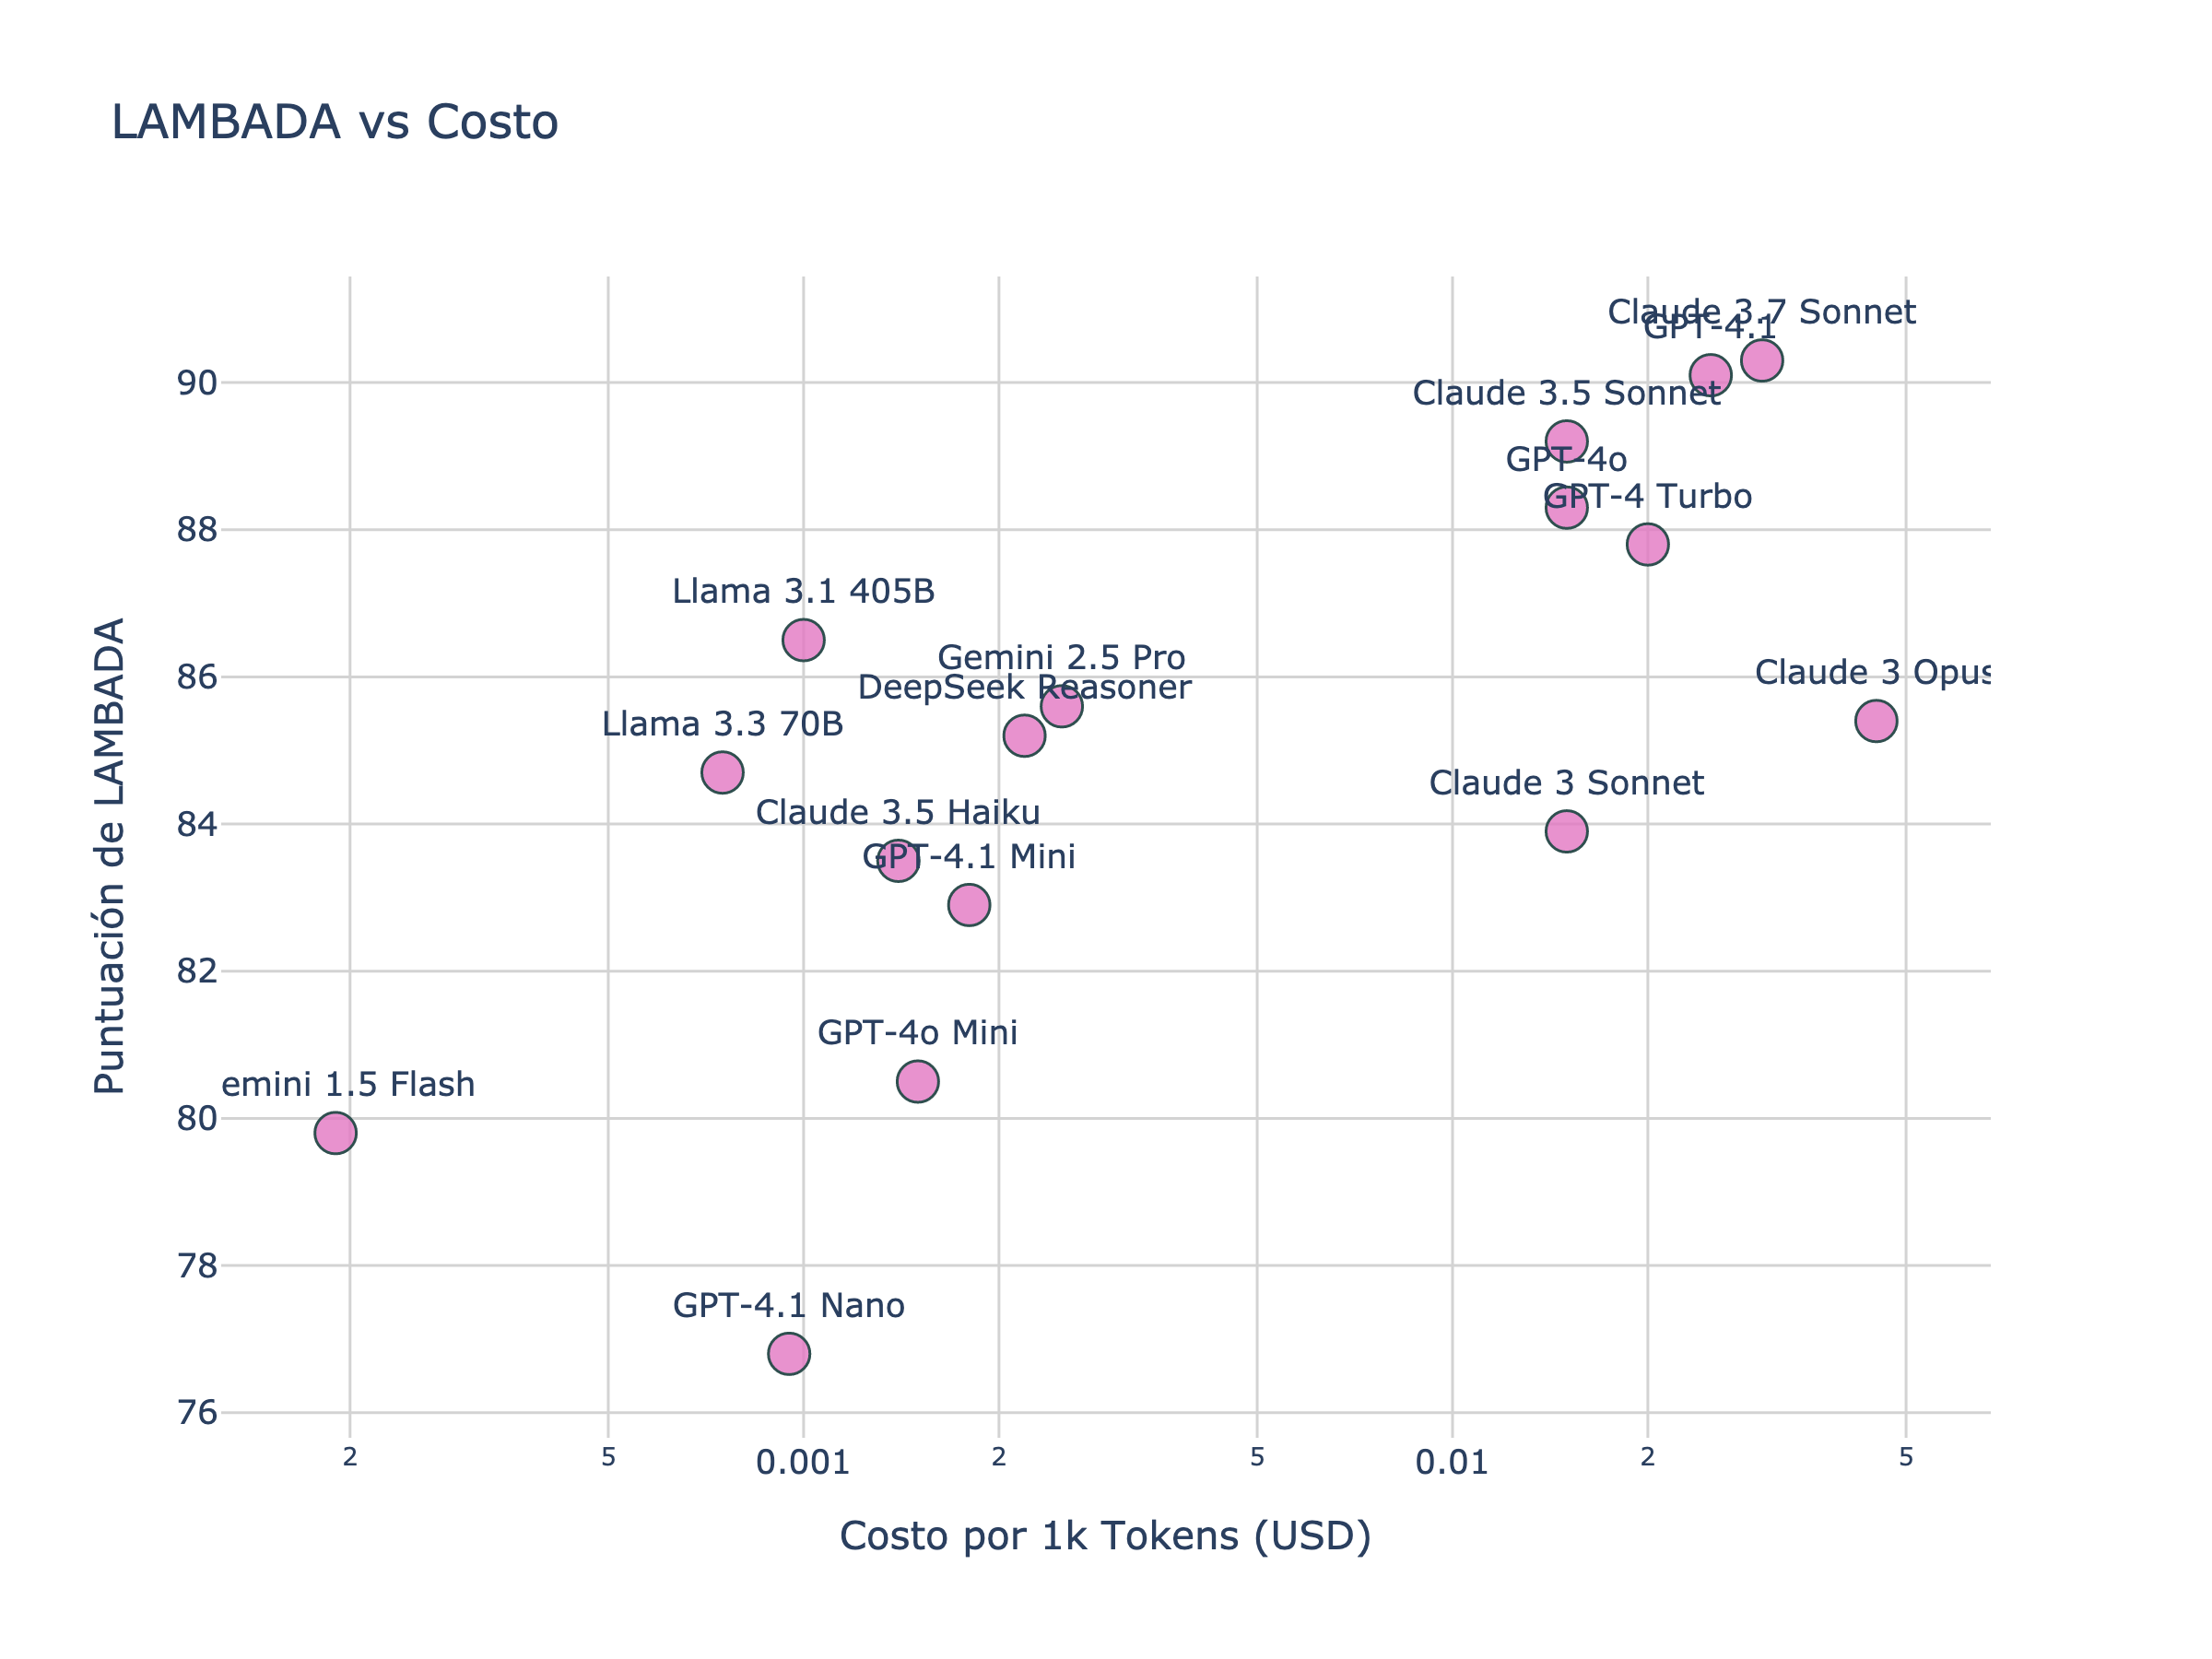 LAMBADA vs Costo
Claude 3.7 Sonnet
GPT-4.1
90
Claude 3.5 Sonnet
GPT-4o
GPT-4 Turbo
88
Llama 3.1 405B
Gemini 2.5 Pro
86
Claude 3 Opus
DeepSeek Reasoner
Llama 3.3 70B
Claude 3 Sonnet
84
Claude 3.5 Haiku
GPT-4.1 Mini
82
GPT-4o Mini
emini 1.5 Flash
80
78
GPT-4.1 Nano
76
Puntuación de LAMBADA
2 5 0.001 2 5 0.01 2 5
Costo por 1k Tokens (USD)